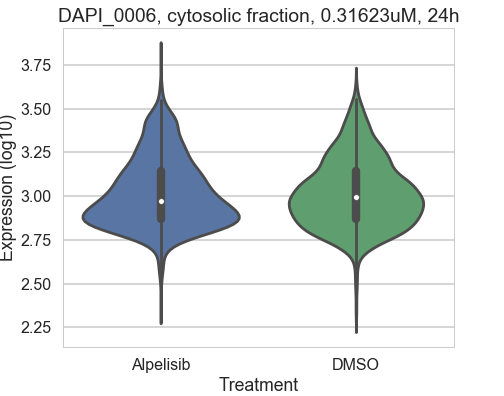 DAPI_0006, cytosolic fraction, 0.31623uM, 24h
Expression (log10)
3.75
3.50
3.25
3.00
2.75
2.50
2.25
Alpelisib
DMSO
Treatment